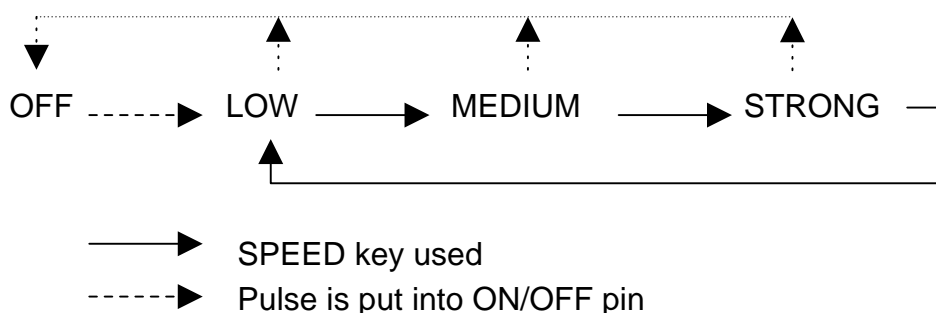 OFF LOW MEDIUM STRONG
SPEED key used
Pulse is put into ON/OFF pin